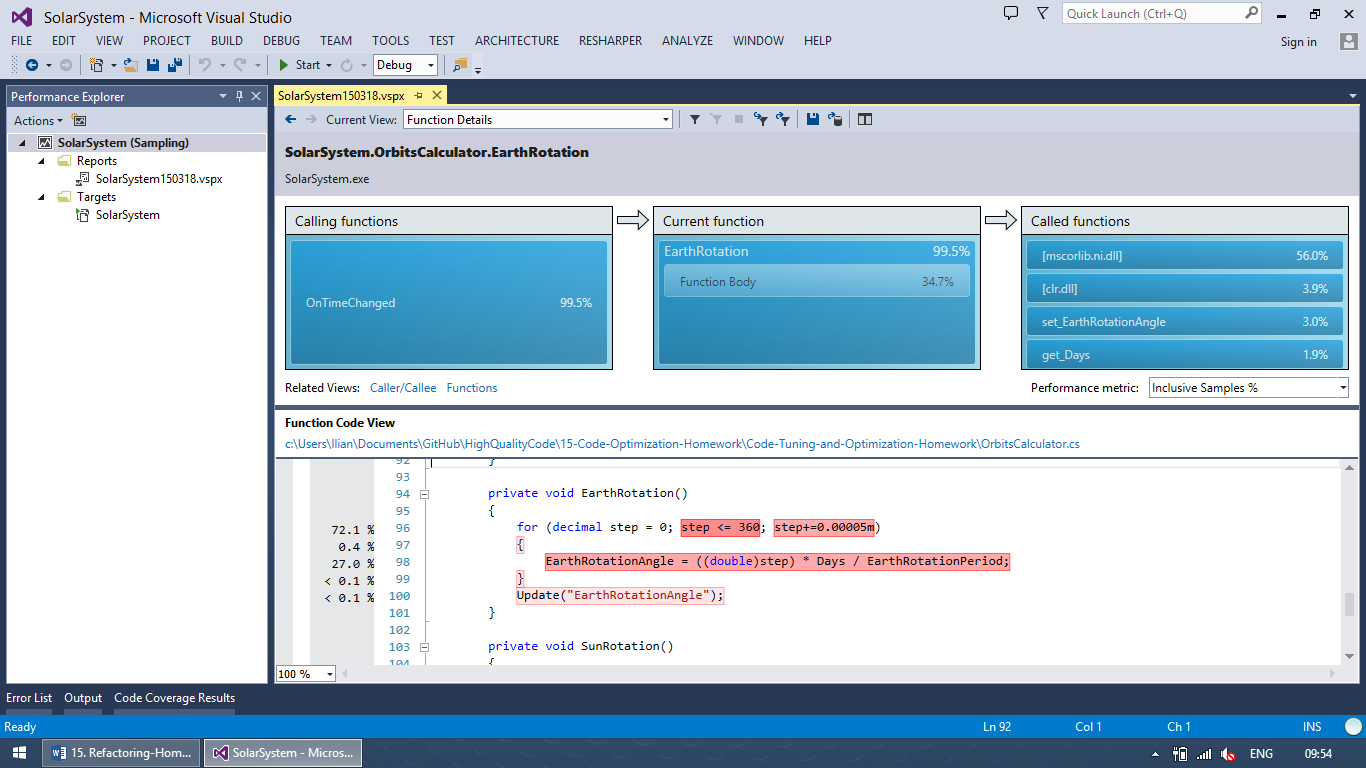 SolarSystem - Microsoft Visual Studio
Quick Launch (Ctrl+Q)
FILE EDIT VIEW PROJECT BUILD DEBUG TEAM TOOLS TEST ARCHITECTURE RESHARPER ANALYZE WINDOW HELP
Sign in
Start Debug
Performance Explorer
Actions
SolarSystem (Sampling)
Reports
SolarSystem150318.vspx
Targets
SolarSystem
SolarSystem150318.vspx
Current View: Function Details
SolarSystem.OrbitsCalculator.EarthRotation
SolarSystem.exe
Calling functions
OnTimeChanged 99.5%
Current function
EarthRotation 99.5%
Function Body 34.7%
Called functions
[mscorlib.ni.dll] 56.0%
[clr.dll] 3.9%
set_EarthRotationAngle 3.0%
get_Days 1.9%
Related Views: Caller/Callee Functions
Performance metric: Inclusive Samples %
Function Code View
c:\Users\Ilian\Documents\GitHub\HighQualityCode\15-Code-Optimization-Homework\Code-Tuning-and-Optimization-Homework\OrbitsCalculator.cs
92 }
93
94 private void EarthRotation()
95 {
72.1 % 96 for (decimal step = 0; step <= 360; step+=0.00005m)
0.4 % 97 {
27.0 % 98 EarthRotationAngle = ((double)step) * Days / EarthRotationPeriod;
< 0.1 % 99 }
< 0.1 % 100 Update("EarthRotationAngle");
101 }
102
103 private void SunRotation()
104 {
100 %
Error List Output Code Coverage Results
Ready Ln 92 Col 1 Ch 1 INS
15. Refactoring-Hom... SolarSystem - Micros... ENG 09:54